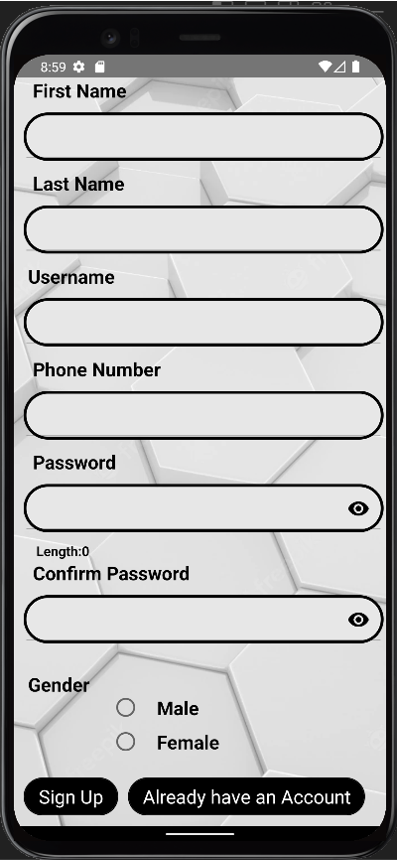 8:59
First Name
Last Name
Username
Phone Number
Password
Length:0
Confirm Password
Gender
Male
Female
Sign Up Already have an Account